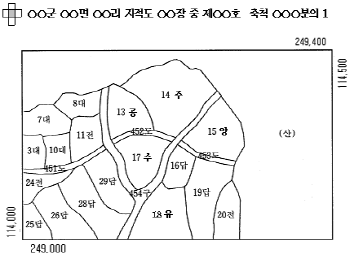 ○○군 ○○면 ○○리 지적도 ○○장 중 제○○호 축척 ○○○분의 1
249,400
114,500
14 주
8대
13 공
7대
452도
15 양
11전
(산)
3대
10대
17 주
453도
16답
451도
24전
29답
454구
19답
26답
28답
18 유
20전
25답
114,000
249,000